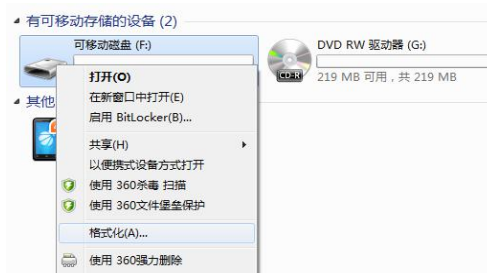 有可移动存储的设备 (2)
可移动磁盘 (F:)
DVD RW 驱动器 (G:)
CD-R
219 MB 可用，共 219 MB
打开(O)
在新窗口中打开(E)
启用 BitLocker(B)...
其他
共享(H)
以便携式设备方式打开
使用 360杀毒 扫描
使用 360文件堡垒保护
格式化(A)...
使用 360强力删除